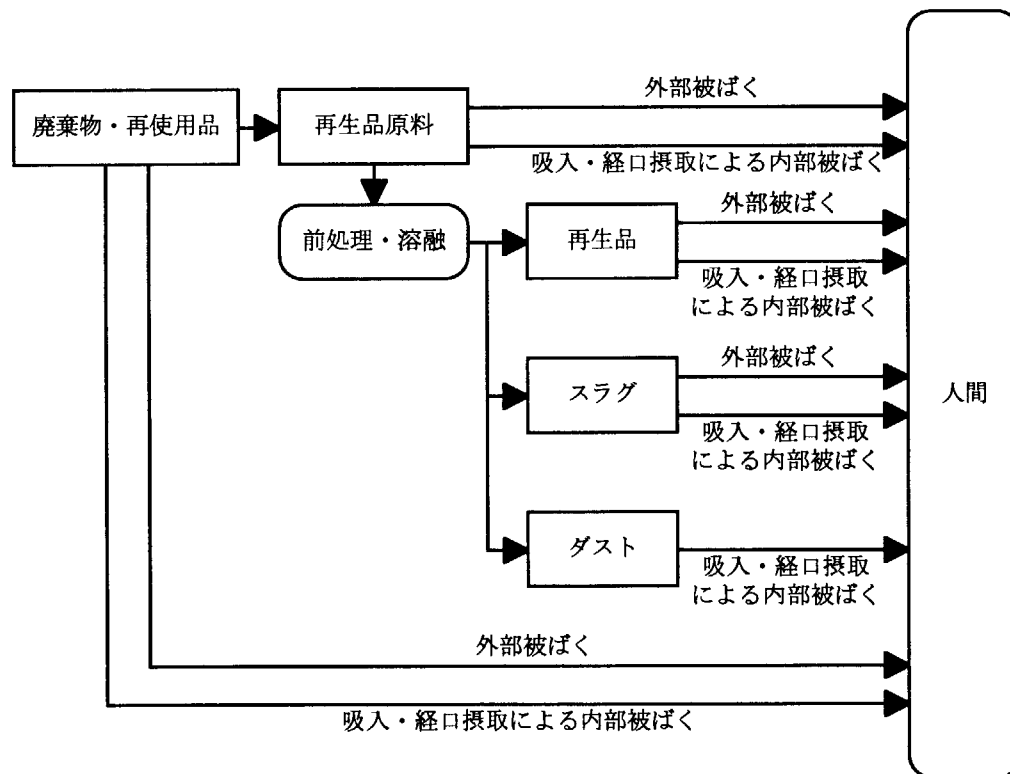 外部被ばく
廃棄物・再使用品
再生品原料
吸入・経口摂取による内部被ばく
外部被ばく
前処理・溶融
再生品
吸入・経口摂取
による内部被ばく
外部被ばく
スラグ
人間
吸入・経口摂取
による内部被ばく
ダスト
吸入・経口摂取
による内部被ばく
外部被ばく
吸入・経口摂取による内部被ばく